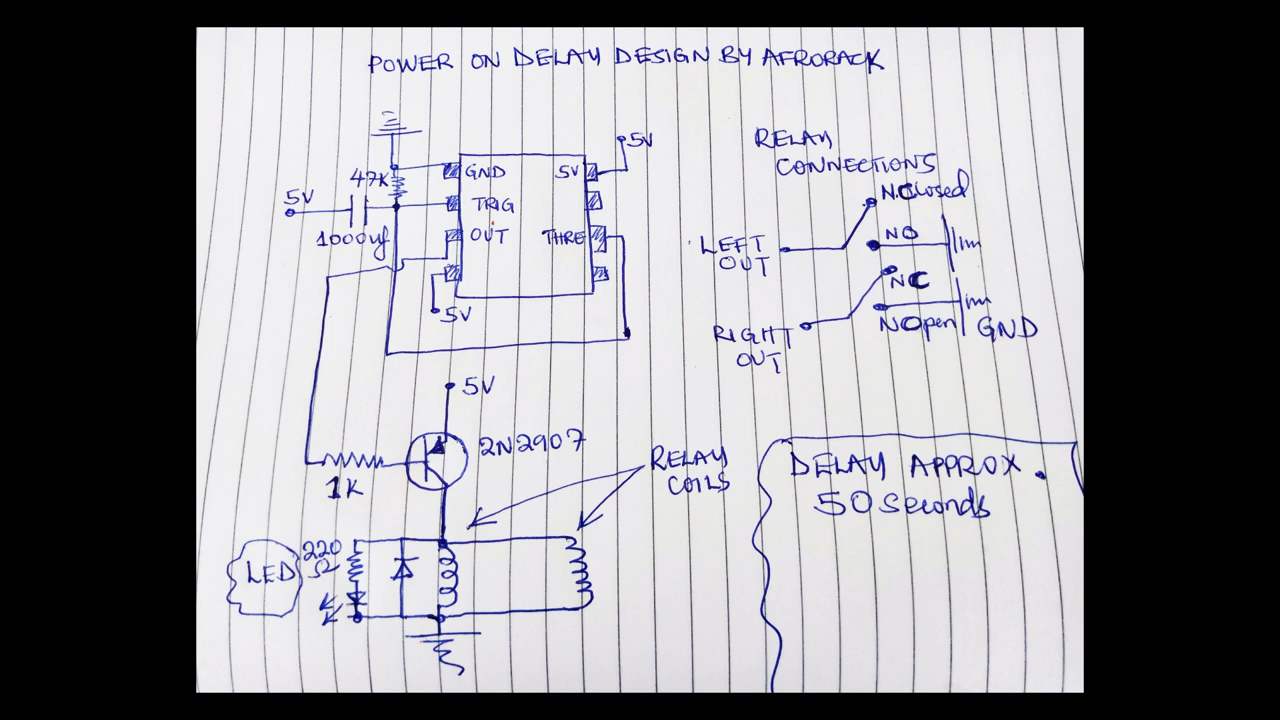 POWER ON DELAY DESIGN BY AFRORACK
5V
47K
1000uf
GND
TRIG
OUT
5V
5V
THRE
5V
RELAY
CONNECTIONS
N.Closed
LEFT
OUT
NO
NC
RIGHT
OUT
NOpen
GND
5V
2N2907
1K
RELAY
COILS
LED
220
Ω
DELAY APPROX.
50 seconds